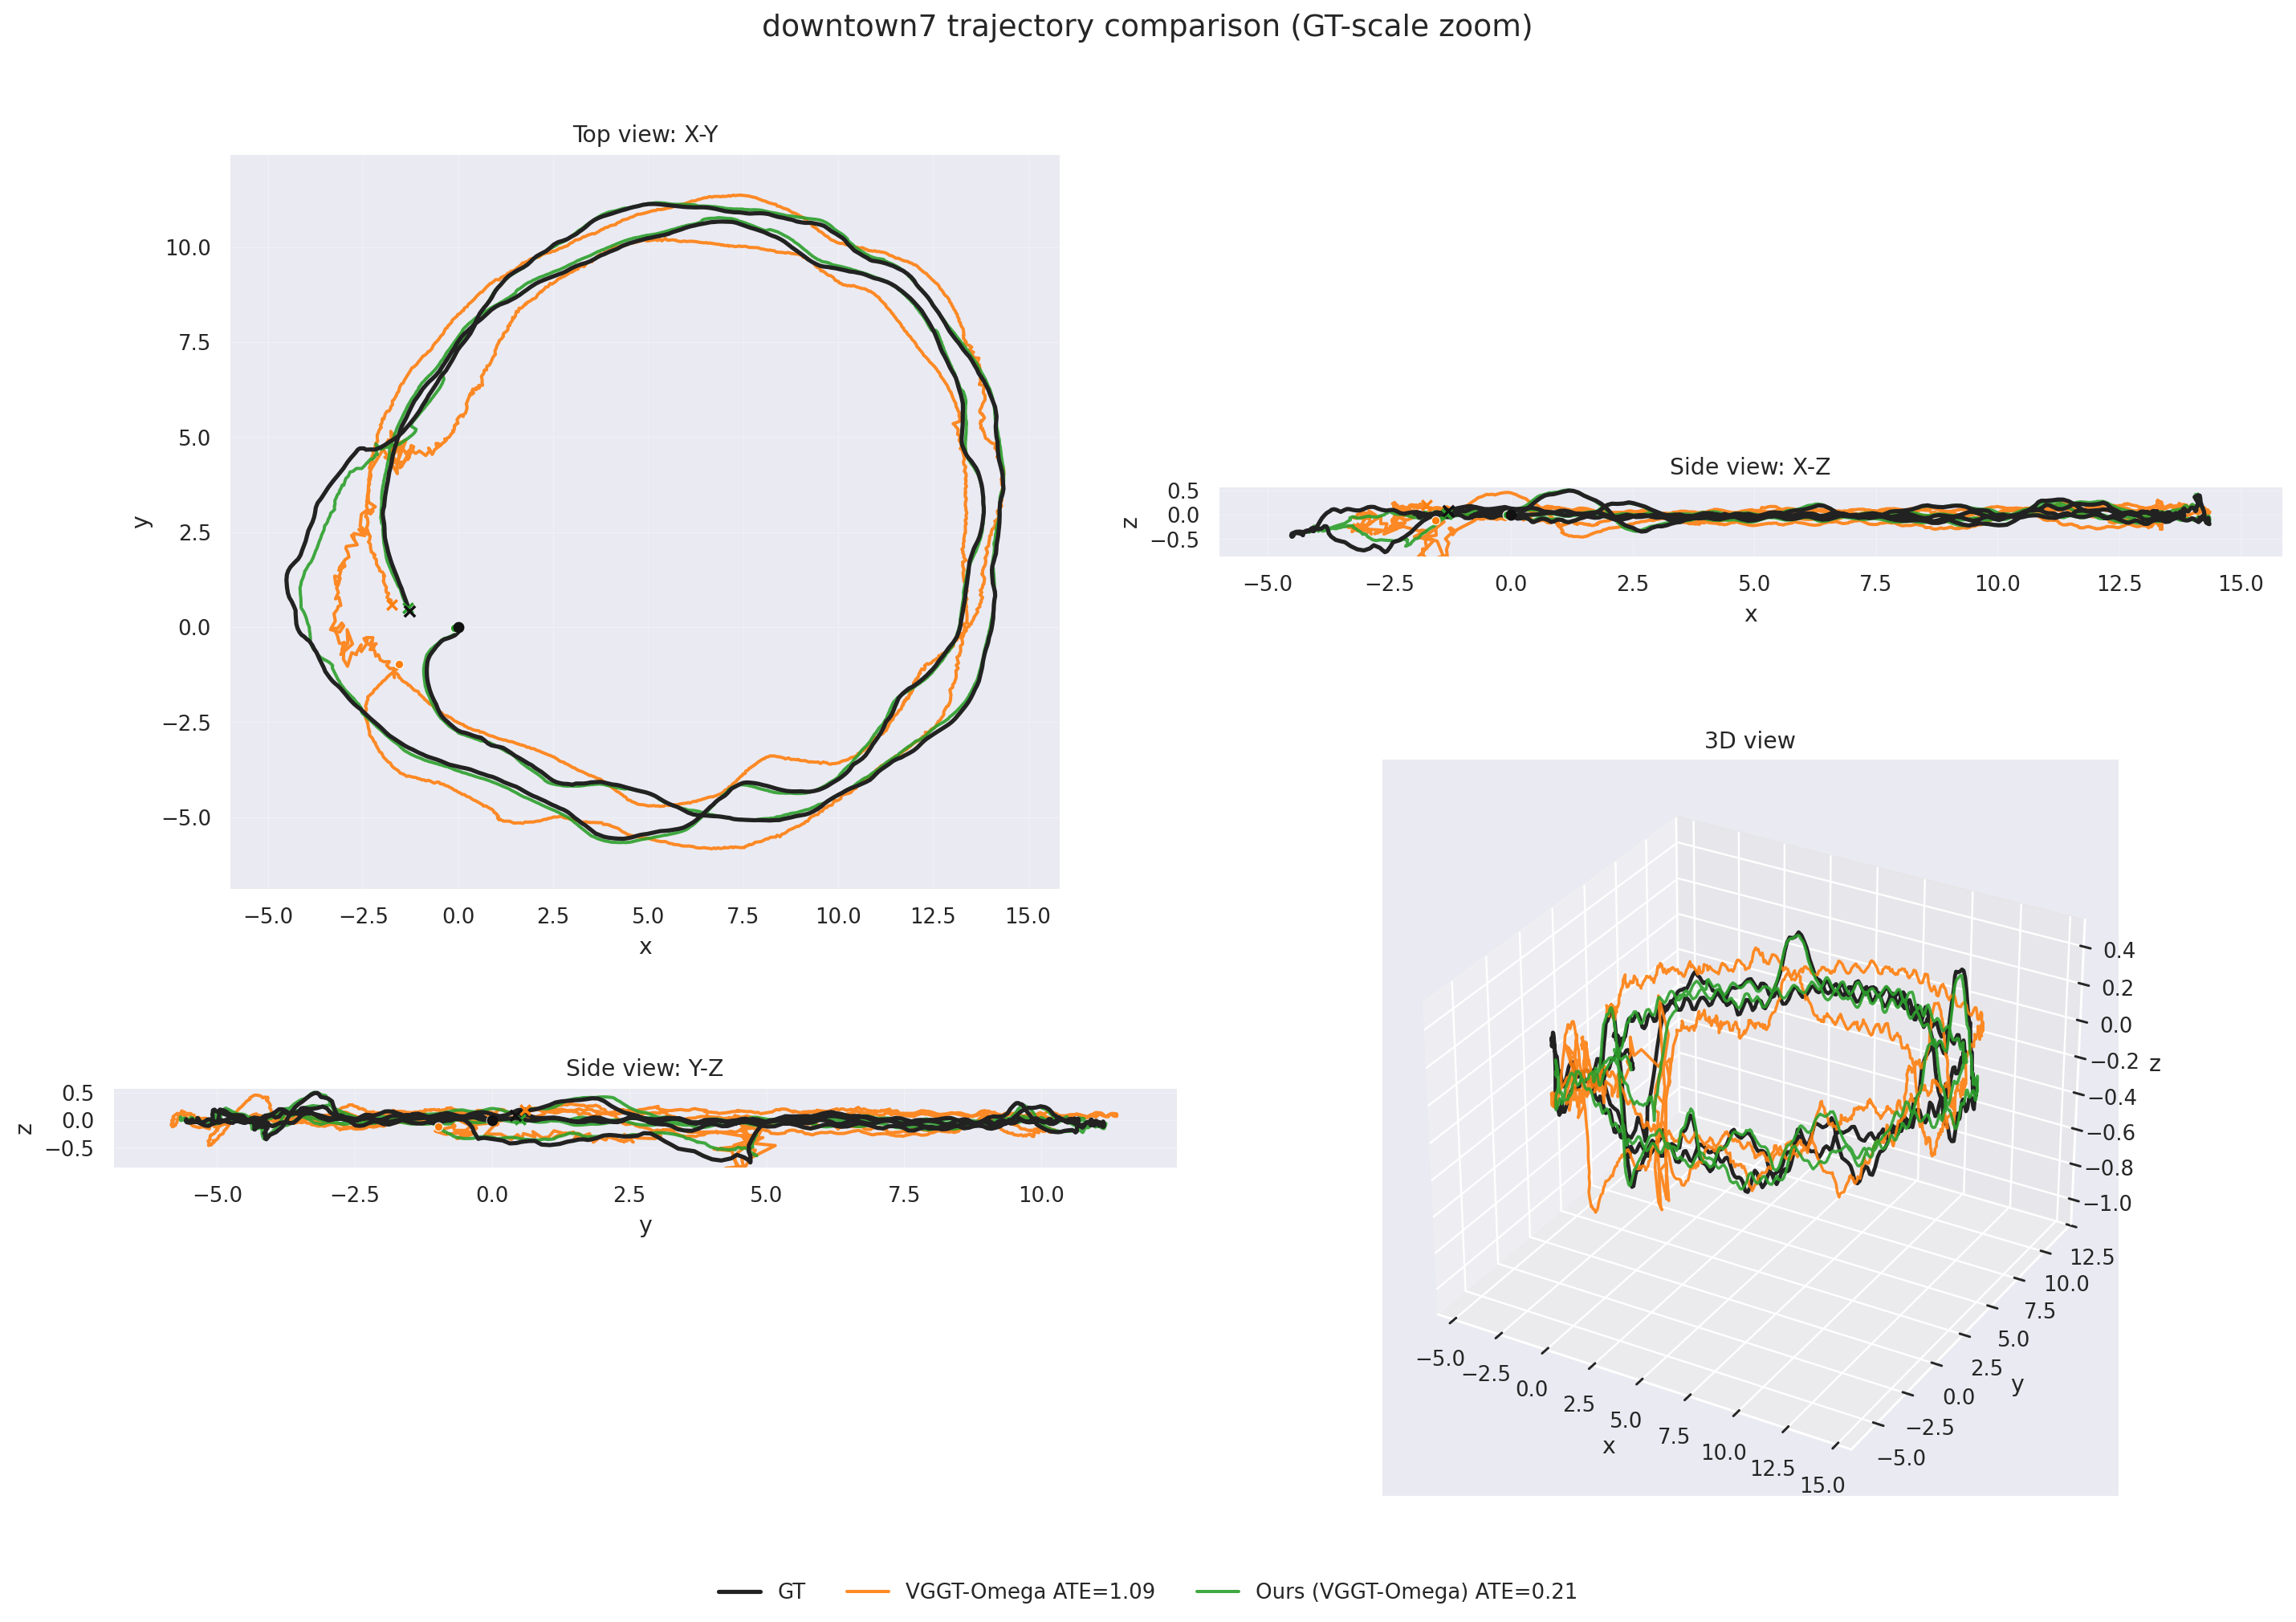 downtown7 trajectory comparison (GT-scale zoom)
Top view: X-Y
10.0
7.5
5.0
2.5
0.0
−2.5
−5.0
y
−5.0 −2.5 0.0 2.5 5.0 7.5 10.0 12.5 15.0
x
Side view: X-Z
0.5
0.0
−0.5
z
−5.0 −2.5 0.0 2.5 5.0 7.5 10.0 12.5 15.0
x
Side view: Y-Z
0.5
0.0
−0.5
z
−5.0 −2.5 0.0 2.5 5.0 7.5 10.0
y
3D view
0.4
0.2
0.0
−0.2
−0.4
−0.6
−0.8
−1.0
z
12.5
10.0
7.5
5.0
2.5
0.0
−2.5
−5.0
y
−5.0
−2.5
0.0
2.5
5.0
7.5
10.0
12.5
15.0
x
GT VGGT-Omega ATE=1.09 Ours (VGGT-Omega) ATE=0.21